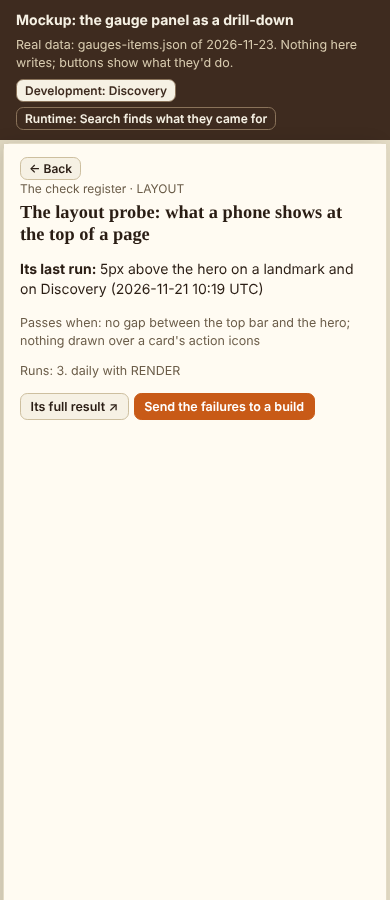 Mockup: the gauge panel as a drill-down
Real data: gauges-items.json of 2026-11-23. Nothing here
writes; buttons show what they'd do.
Development: Discovery
Runtime: Search finds what they came for
← Back
The check register · LAYOUT
The layout probe: what a phone shows at
the top of a page
Its last run: 5px above the hero on a landmark and
on Discovery (2026-11-21 10:19 UTC)
Passes when: no gap between the top bar and the hero;
nothing drawn over a card's action icons
Runs: 3. daily with RENDER
Its full result ↗
Send the failures to a build